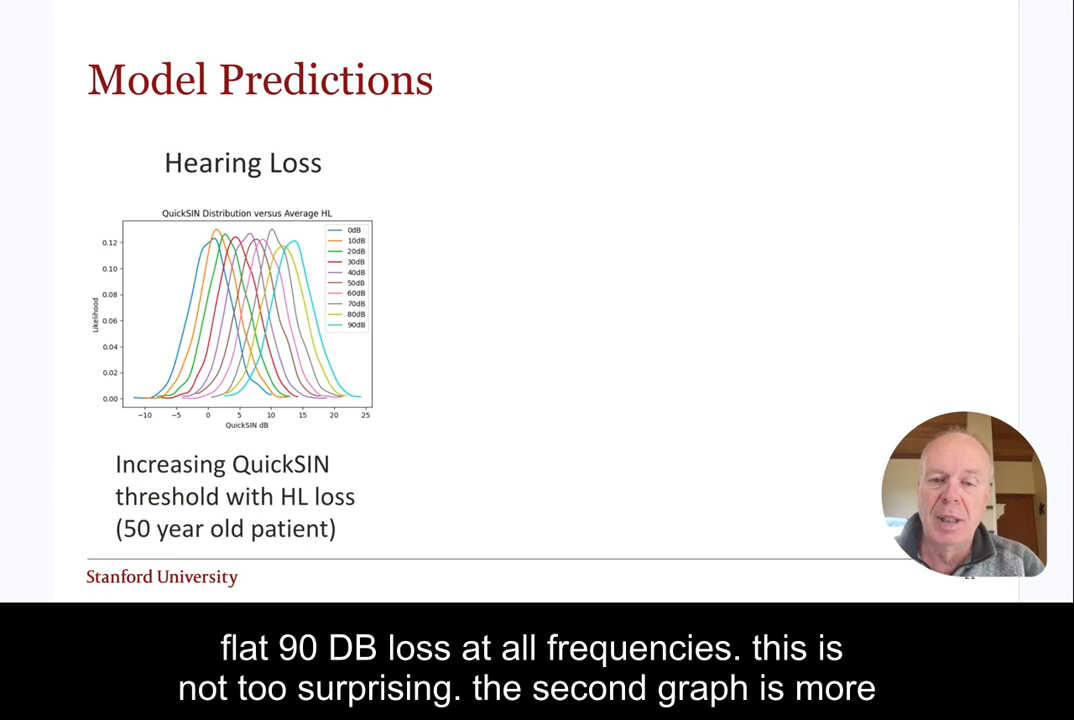 Model Predictions
Hearing Loss
QuickSIN Distribution versus Average HL
0dB
10dB
20dB
30dB
40dB
50dB
60dB
70dB
80dB
90dB
0.12
0.10
0.08
0.06
0.04
0.02
0.00
Likelihood
−10 −5 0 5 10 15 20 25
QuickSIN dB
Increasing QuickSIN
threshold with HL loss
(50 year old patient)
Stanford University
flat 90 DB loss at all frequencies. this is
not too surprising. the second graph is more